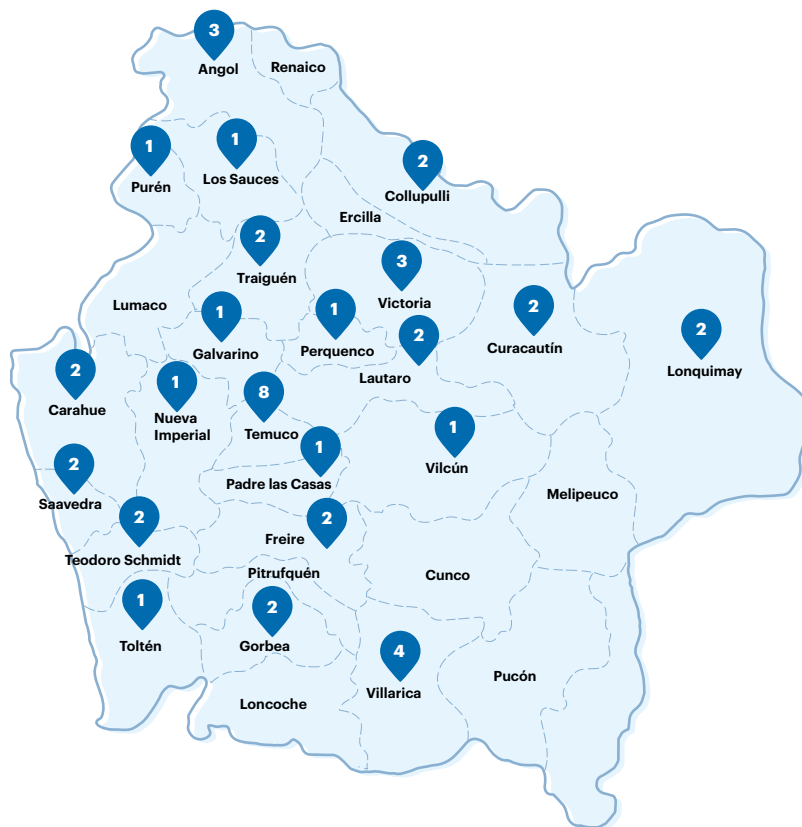 3
Angol
Renaico
1
Purén
1
Los Sauces
2
Collupulli
Ercilla
2
Traiguén
3
Victoria
Lumaco
1
Galvarino
1
Perquenco
2
Lautaro
2
Curacautín
2
Lonquimay
2
Carahue
1
Nueva
Imperial
8
Temuco
1
Padre las Casas
1
Vilcún
2
Saavedra
Melipeuco
2
Teodoro Schmidt
2
Freire
Pitrufquén
Cunco
1
Toltén
2
Gorbea
4
Villarica
Pucón
Loncoche